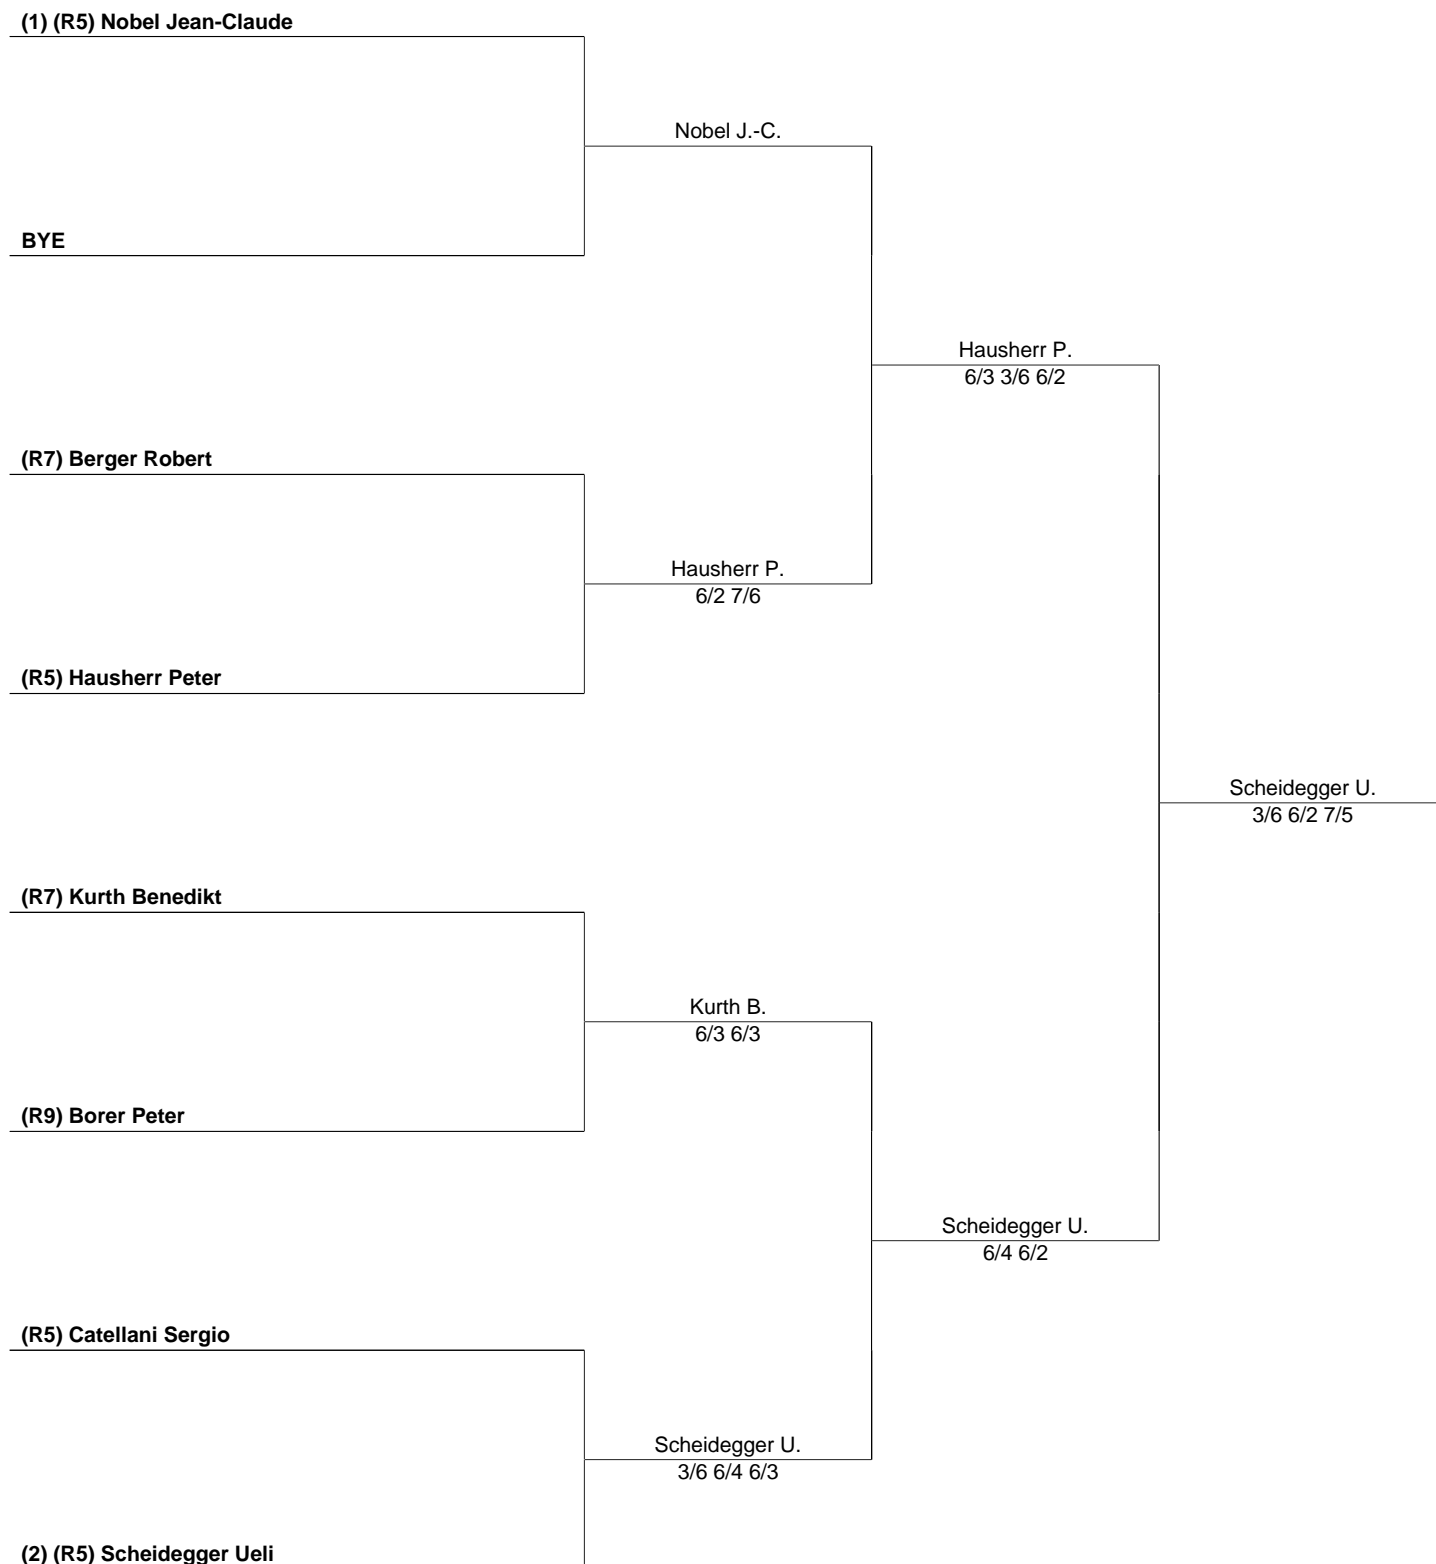 (1) (R5) Nobel Jean-Claude
Nobel J.-C.
BYE
Hausherr P.
6/3 3/6 6/2
(R7) Berger Robert
Hausherr P.
6/2 7/6
(R5) Hausherr Peter
Scheidegger U.
3/6 6/2 7/5
(R7) Kurth Benedikt
Kurth B.
6/3 6/3
(R9) Borer Peter
Scheidegger U.
6/4 6/2
(R5) Catellani Sergio
Scheidegger U.
3/6 6/4 6/3
(2) (R5) Scheidegger Ueli